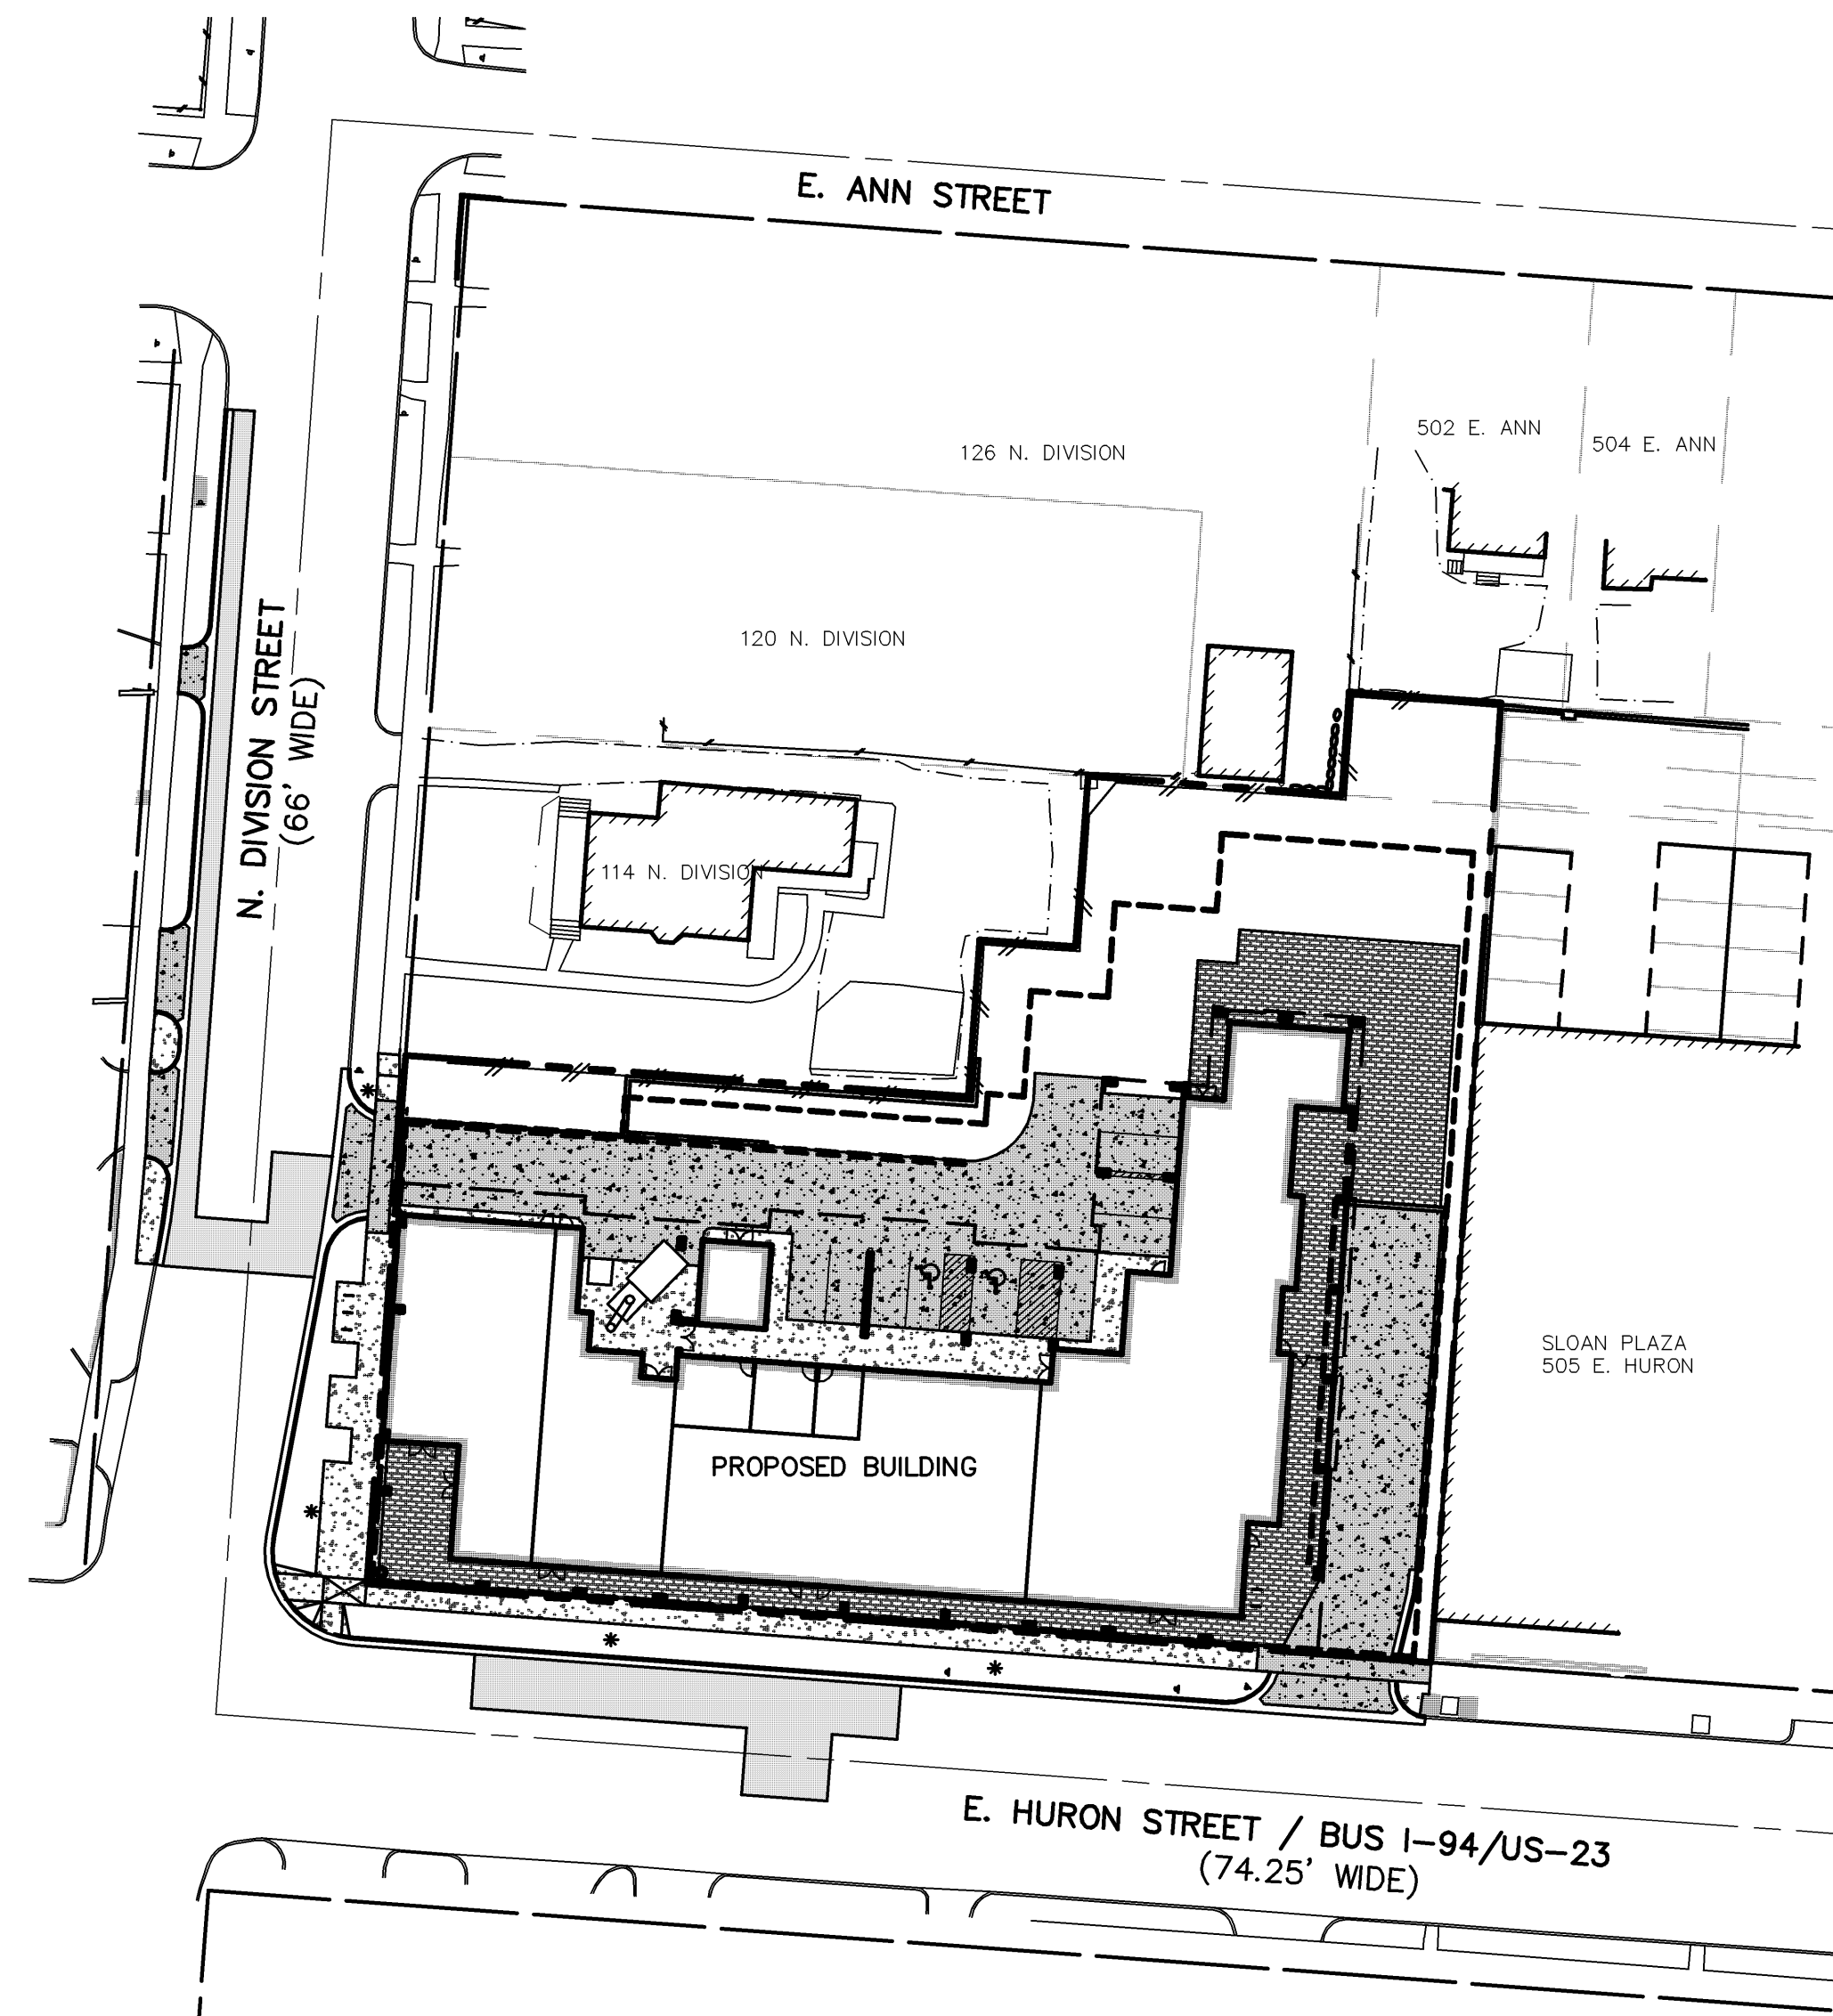 E. ANN STREET
502 E. ANN
504 E. ANN
126 N. DIVISION
120 N. DIVISION
N. DIVISION STREET
(66' WIDE)
114 N. DIVISION
SLOAN PLAZA
505 E. HURON
PROPOSED BUILDING
E. HURON STREET / BUS I-94/US-23
(74.25' WIDE)